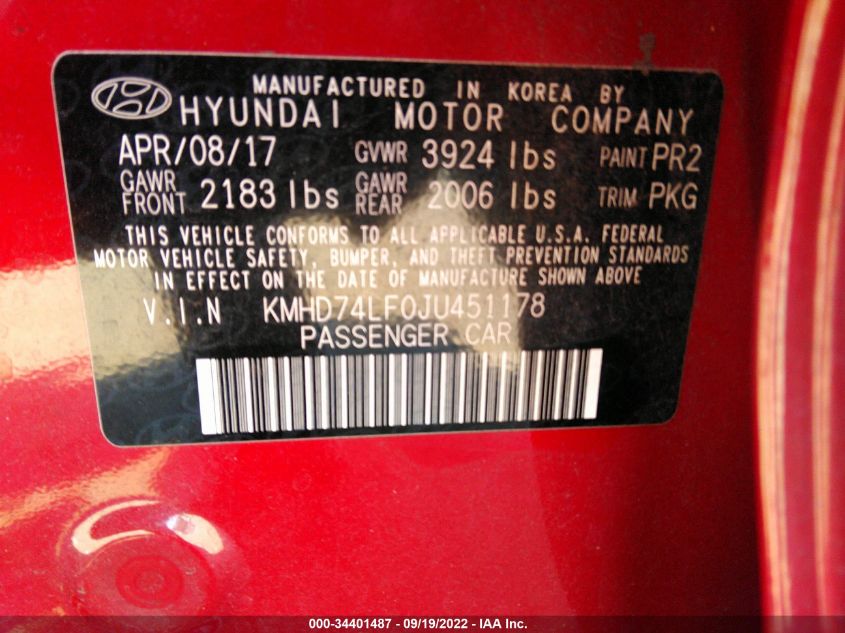 MANUFACTURED IN KOREA BY
HYUNDAI MOTOR COMPANY
APR/08/17 GVWR 3924 lbs PAINT PR2
GAWR FRONT 2183 lbs GAWR REAR 2006 lbs TRIM PKG
THIS VEHICLE CONFORMS TO ALL APPLICABLE U.S.A. FEDERAL
MOTOR VEHICLE SAFETY, BUMPER, AND THEFT PREVENTION STANDARDS
IN EFFECT ON THE DATE OF MANUFACTURE SHOWN ABOVE
V.I.N KMHD74LF0JU451178
PASSENGER CAR
000-34401487 - 09/19/2022 - IAA Inc.